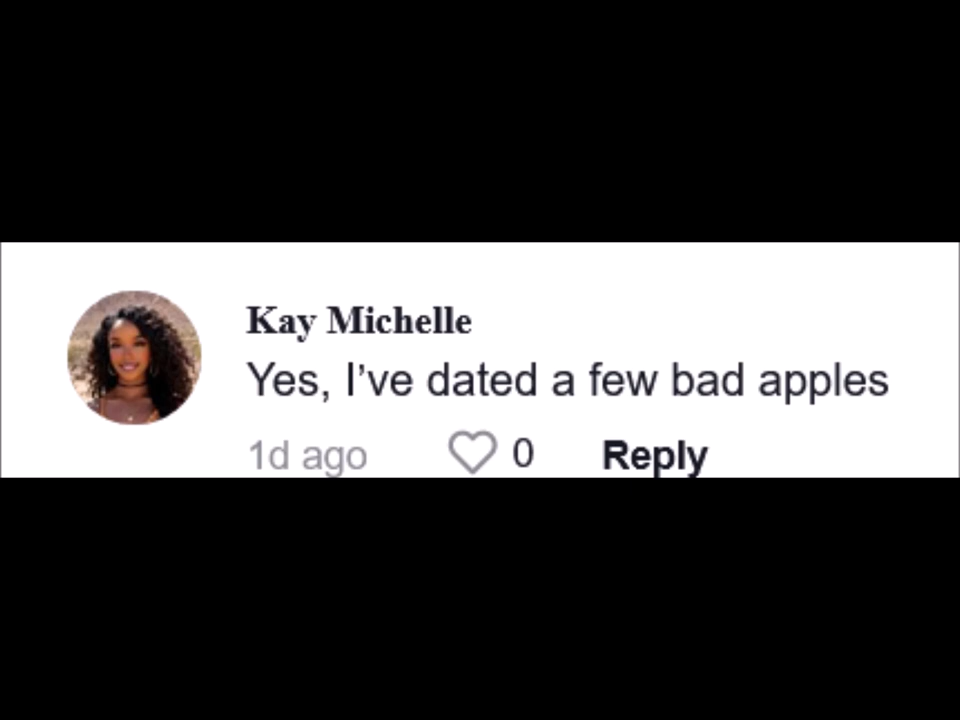 Kay Michelle
Yes, I’ve dated a few bad apples
1d ago 0 Reply